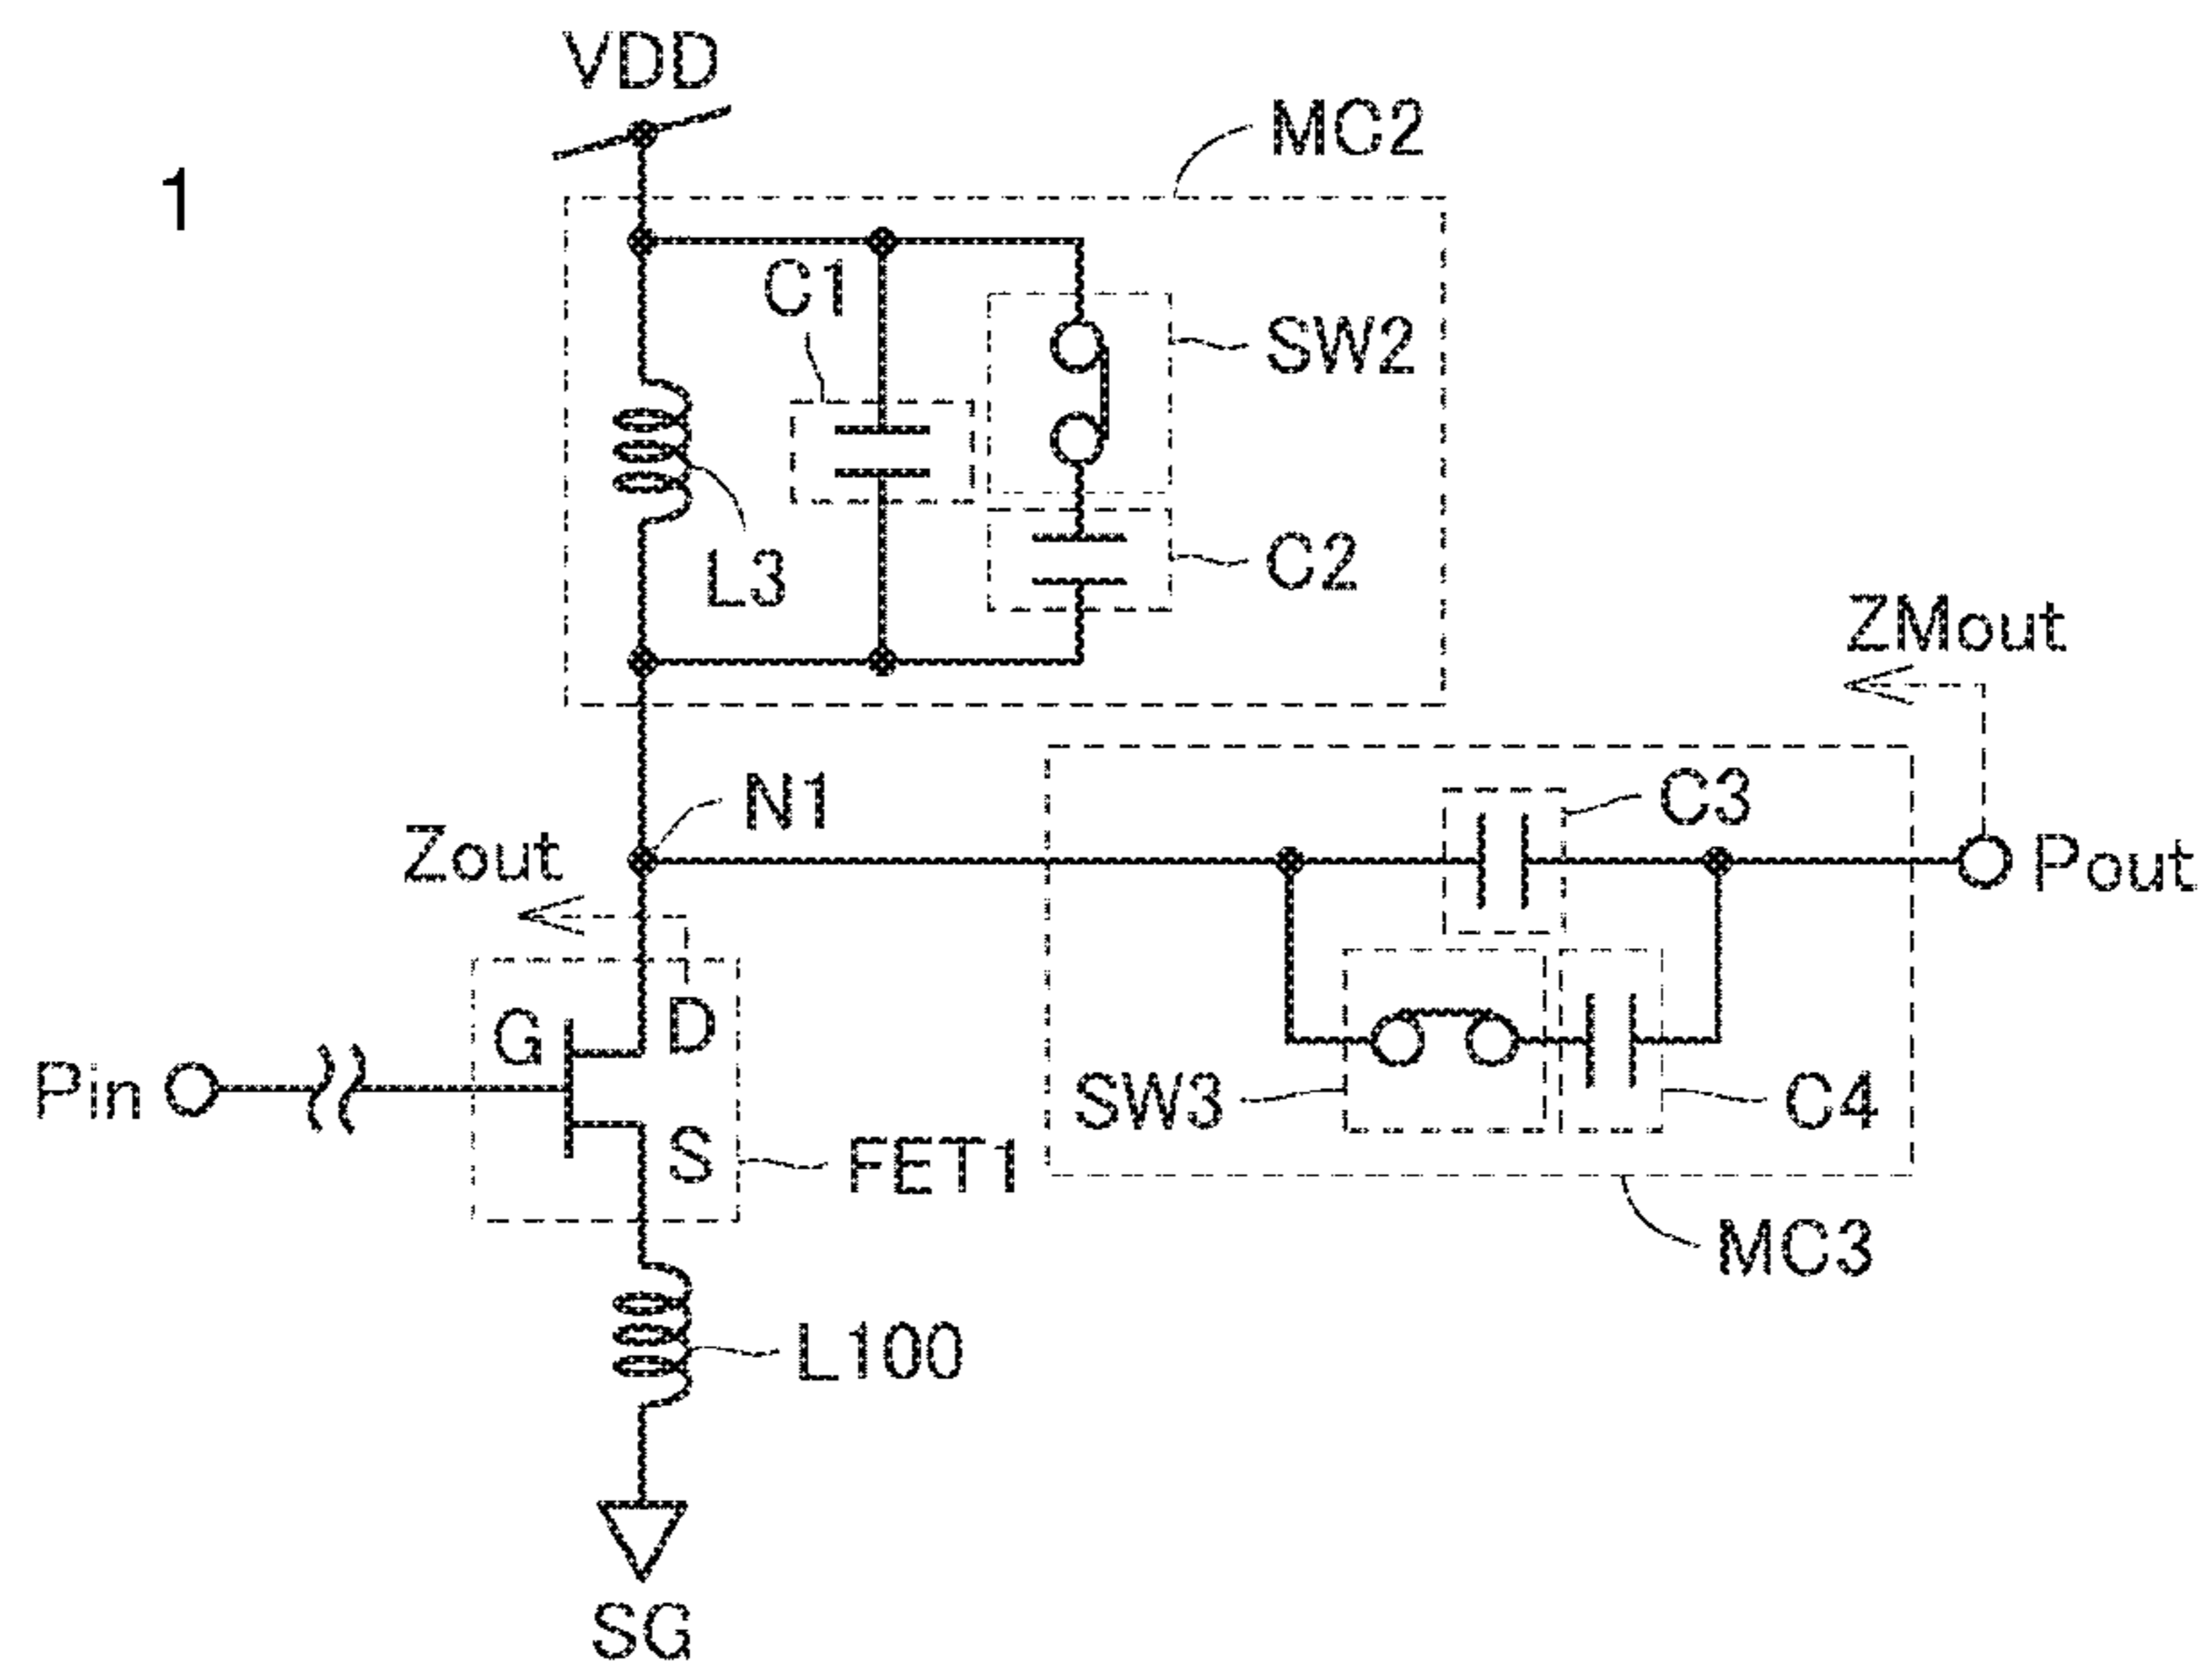 VDD
MC2
1
C1
SW2
L3
C2
ZMout
N1
C3
Zout
Pout
G
D
Pin
SW3
C4
S
FET1
MC3
L100
SG